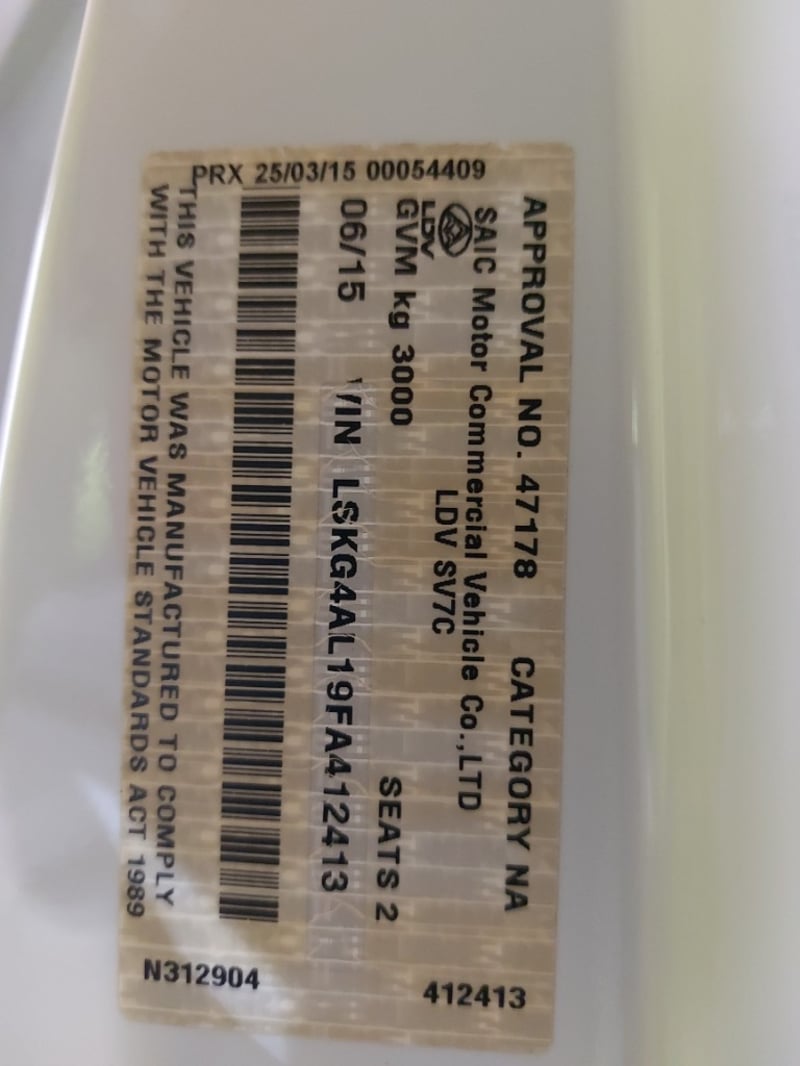 PRX 25/03/15 00054409
APPROVAL NO. 47178 CATEGORY NA
SAIC Motor Commercial Vehicle Co.,LTD
LDV
LDV SV7C
GVM kg 3000 SEATS 2
06/15 VIN LSKG4AL19FA412413
THIS VEHICLE WAS MANUFACTURED TO COMPLY
WITH THE MOTOR VEHICLE STANDARDS ACT 1989
N312904
412413